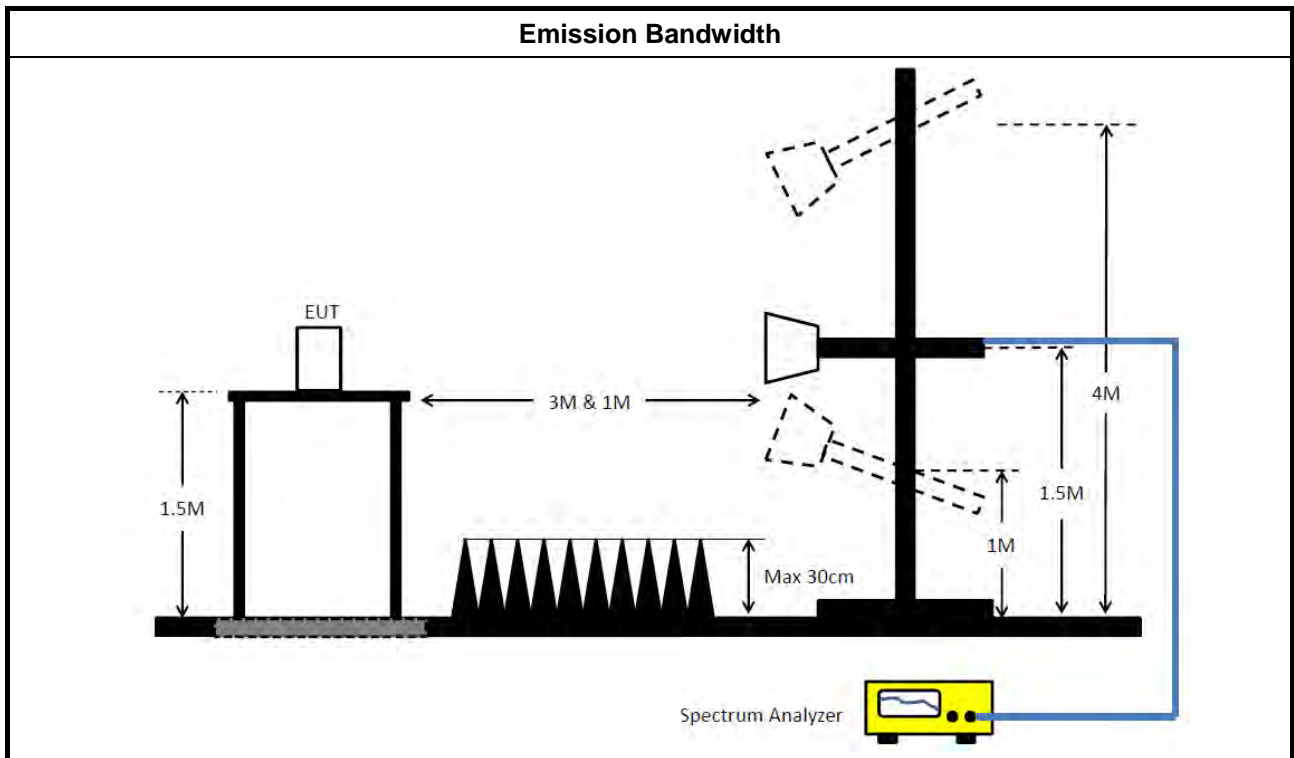 Emission Bandwidth
EUT
3M & 1M
4M
1.5M
1.5M
1M
Max 30cm
Spectrum Analyzer